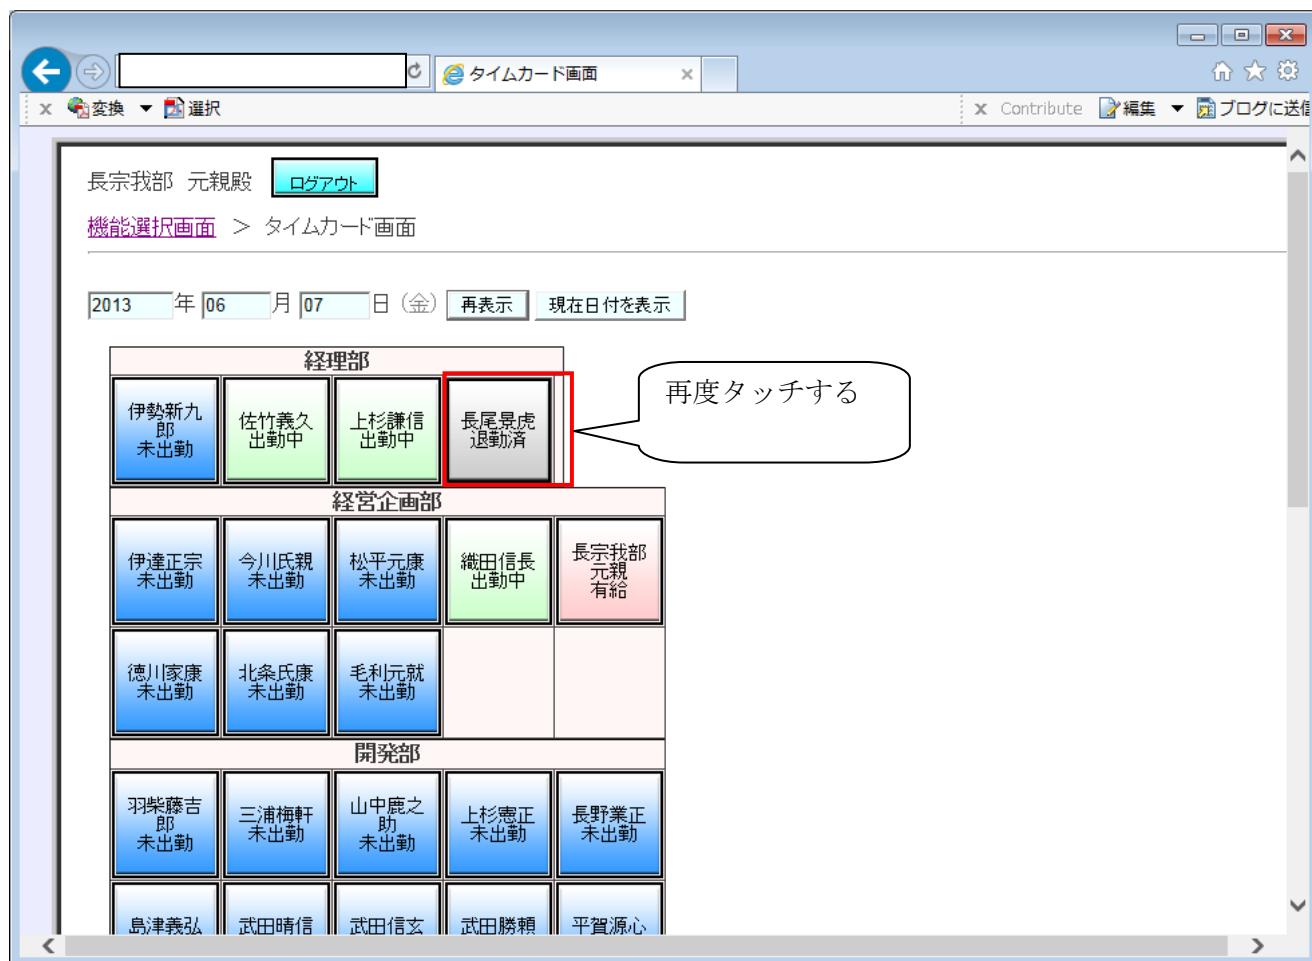 タイムカード画面
× 変換 ▼ 選択
x Contribute 編集 ▼ ブログに送信
長宗我部 元親殿 ログアウト
機能選択画面 > タイムカード画面
2013 年 06 月 07 日 (金) 再表示 現在日付を表示
経理部
伊勢新九
郎
未出勤
佐竹義久
出勤中
上杉謙信
出勤中
長尾景虎
退勤済
再度タッチする
経営企画部
伊達正宗
未出勤
今川氏親
未出勤
松平元康
未出勤
織田信長
出勤中
長宗我部
元親
有給
徳川家康
未出勤
北条氏康
未出勤
毛利元就
未出勤
開発部
羽柴藤吉
郎
未出勤
三浦梅軒
未出勤
山中鹿之
助
未出勤
上杉憲正
未出勤
長野業正
未出勤
島津義弘
武田晴信
武田信玄
武田勝頼
平賀源心